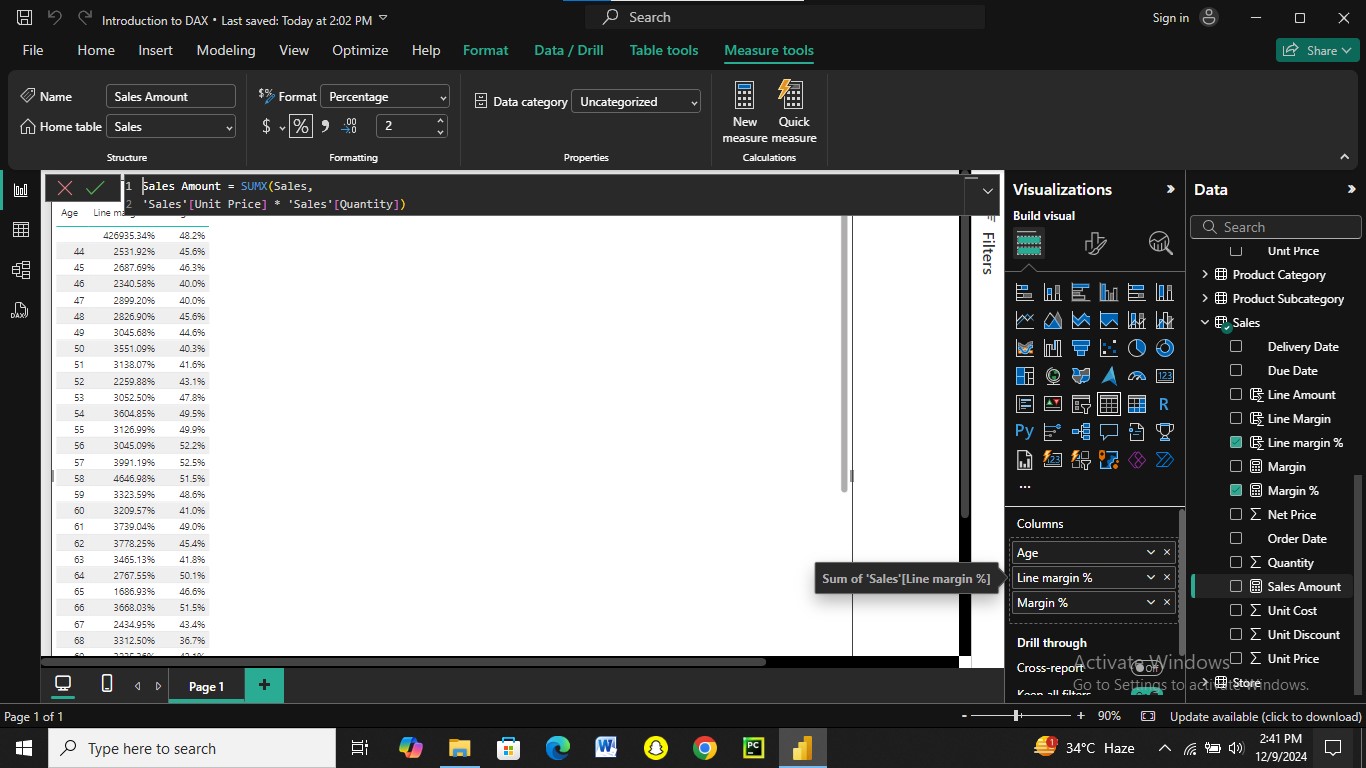 Introduction to DAX • Last saved: Today at 2:02 PM
Search
Sign in
File Home Insert Modeling View Optimize Help Format Data / Drill Table tools Measure tools
Share
Name Sales Amount
Home table Sales
Structure
Format Percentage
$ % 2
Formatting
Data category Uncategorized
Properties
New measure
Quick measure
Calculations
1 Sales Amount = SUMX(Sales,
2 'Sales'[Unit Price] * 'Sales'[Quantity])
Age
426935.34% 48.2%
44 2531.92% 45.6%
45 2687.69% 46.3%
46 2340.58% 40.0%
47 2899.20% 40.0%
48 2826.90% 45.6%
49 3045.68% 44.6%
50 3551.09% 40.3%
51 3138.07% 41.6%
52 2259.88% 43.1%
53 3052.50% 47.8%
54 3604.85% 49.5%
55 3126.99% 49.9%
56 3045.09% 52.2%
57 3991.19% 52.5%
58 4646.98% 51.5%
59 3323.59% 48.6%
60 3209.57% 41.0%
61 3739.04% 49.0%
62 3778.25% 45.4%
63 3465.13% 41.8%
64 2767.55% 50.1%
65 1686.93% 46.6%
66 3668.03% 51.5%
67 2434.95% 43.4%
68 3312.50% 36.7%
Filters
Visualizations
Build visual
123
R
Py
123
...
Columns
Age
Line margin %
Margin %
Sum of 'Sales'[Line margin %]
Drill through
Cross-report
Off
Keep all filters
Data
Search
Unit Price
Product Category
Product Subcategory
Sales
Delivery Date
Due Date
Line Amount
Line Margin
Line margin %
Margin
Margin %
Net Price
Order Date
Quantity
Sales Amount
Unit Cost
Unit Discount
Unit Price
Store
Activate Windows
Go to Settings to activate Windows.
Page 1
Page 1 of 1
- + 90%
Update available (click to download)
Type here to search
34°C Haze
2:41 PM
12/9/2024